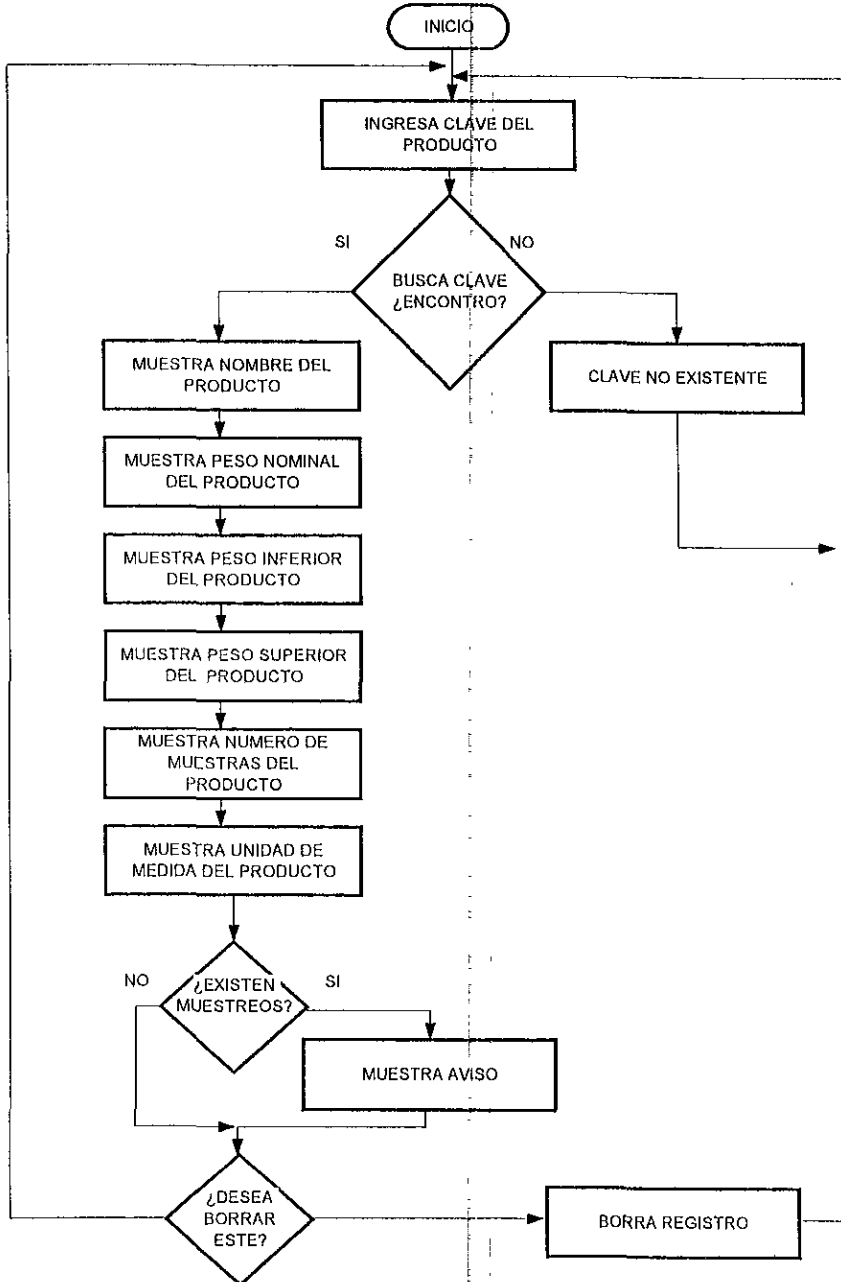 INICIO
INGRESA CLAVE DEL
PRODUCTO
SI
NO
BUSCA CLAVE
¿ENCONTRO?
MUESTRA NOMBRE DEL
PRODUCTO
CLAVE NO EXISTENTE
MUESTRA PESO NOMINAL
DEL PRODUCTO
MUESTRA PESO INFERIOR
DEL PRODUCTO
MUESTRA PESO SUPERIOR
DEL PRODUCTO
MUESTRA NUMERO DE
MUESTRAS DEL
PRODUCTO
MUESTRA UNIDAD DE
MEDIDA DEL PRODUCTO
NO
SI
¿EXISTEN
MUESTREOS?
MUESTRA AVISO
¿DESEA
BORRAR
ESTE?
BORRA REGISTRO